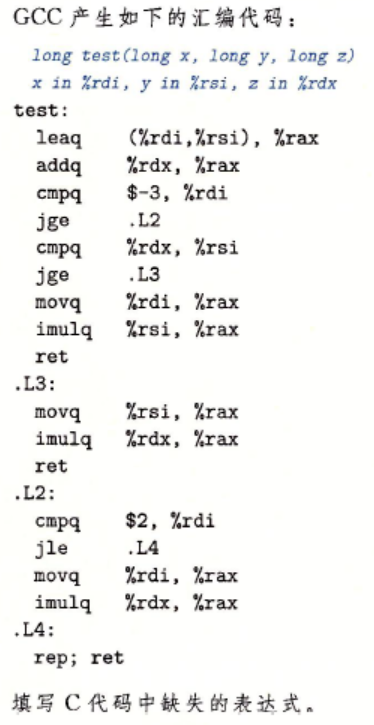 GCC 产生如下的汇编代码：
long test(long x, long y, long z)
x in %rdi, y in %rsi, z in %rdx
test:
leaq (%rdi,%rsi), %rax
addq %rdx, %rax
cmpq $-3, %rdi
jge .L2
cmpq %rdx, %rsi
jge .L3
movq %rdi, %rax
imulq %rsi, %rax
ret
.L3:
movq %rsi, %rax
imulq %rdx, %rax
ret
.L2:
cmpq $2, %rdi
jle .L4
movq %rdi, %rax
imulq %rdx, %rax
.L4:
rep; ret
填写 C 代码中缺失的表达式。